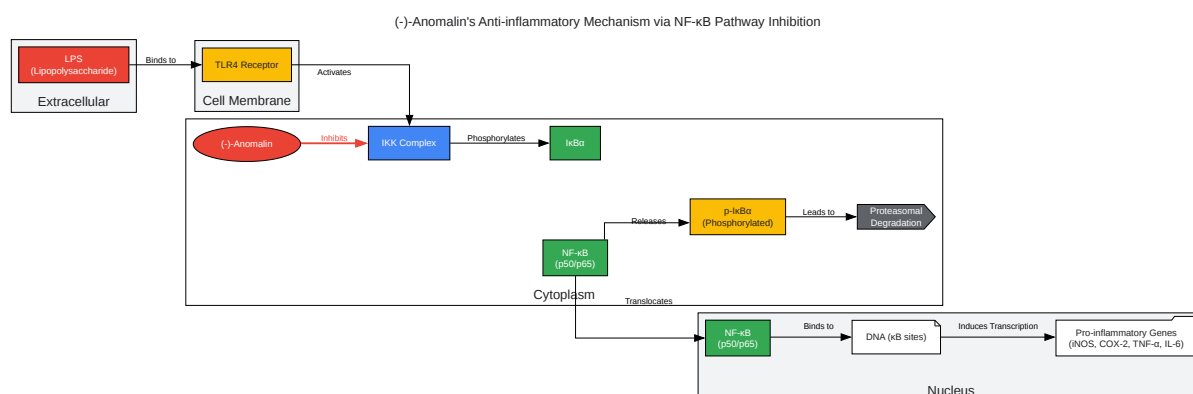 (-)-Anomalin's Anti-inflammatory Mechanism via NF-κB Pathway Inhibition
LPS
(Lipopolysaccharide)
Binds to
TLR4 Receptor
Activates
Extracellular
Cell Membrane
(-)-Anomalin
Inhibits
IKK Complex
Phosphorylates
IκBα
Releases
p-IκBα
(Phosphorylated)
Leads to
Proteasomal
Degradation
NF-κB
(p50/p65)
Cytoplasm
Translocates
NF-κB
(p50/p65)
Binds to
DNA (κB sites)
Induces Transcription
Pro-inflammatory Genes
(iNOS, COX-2, TNF-α, IL-6)
Nucleus